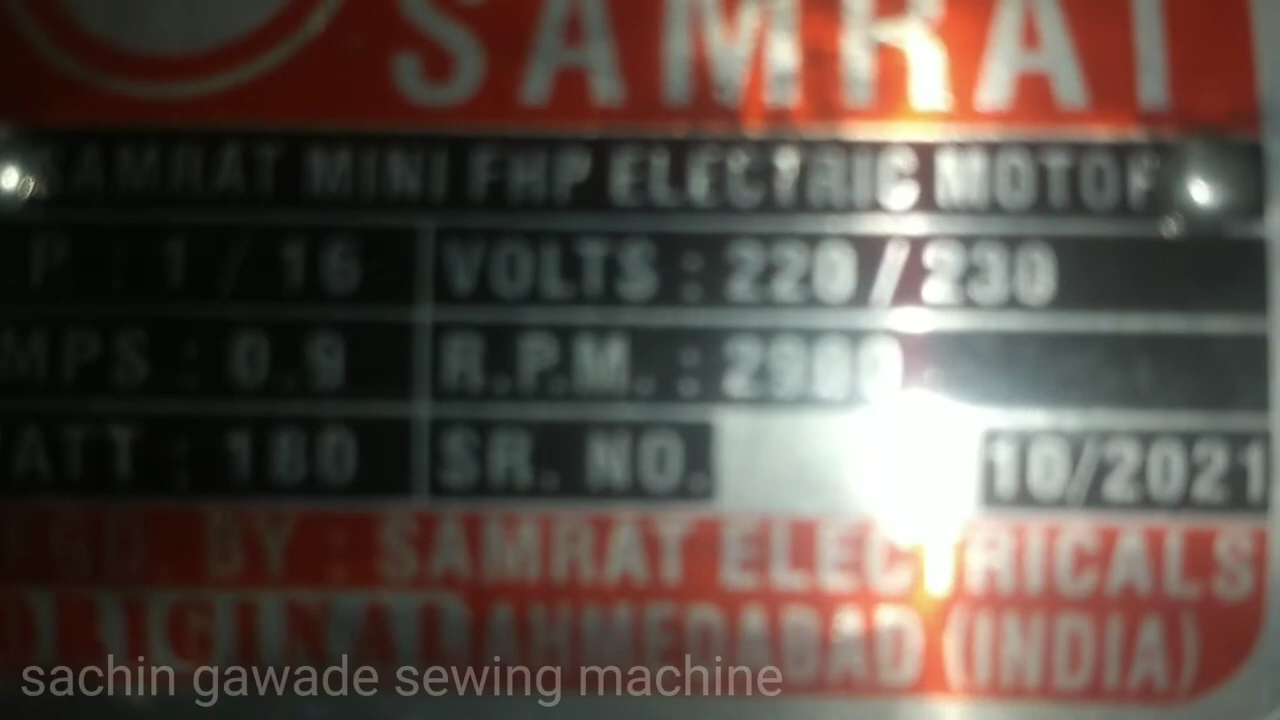 SAMRAT
SAMRAT MINI FHP ELECTRIC MOTOR
.P. : 1/16 VOLTS : 220/230
MPS : 0.9 R.P.M. : 2900
ATT : 180 SR. NO. 10/2021
FGD. BY : SAMRAT ELECTRICALS
ORIGINAL AHMEDABAD (INDIA)
sachin gawade sewing machine